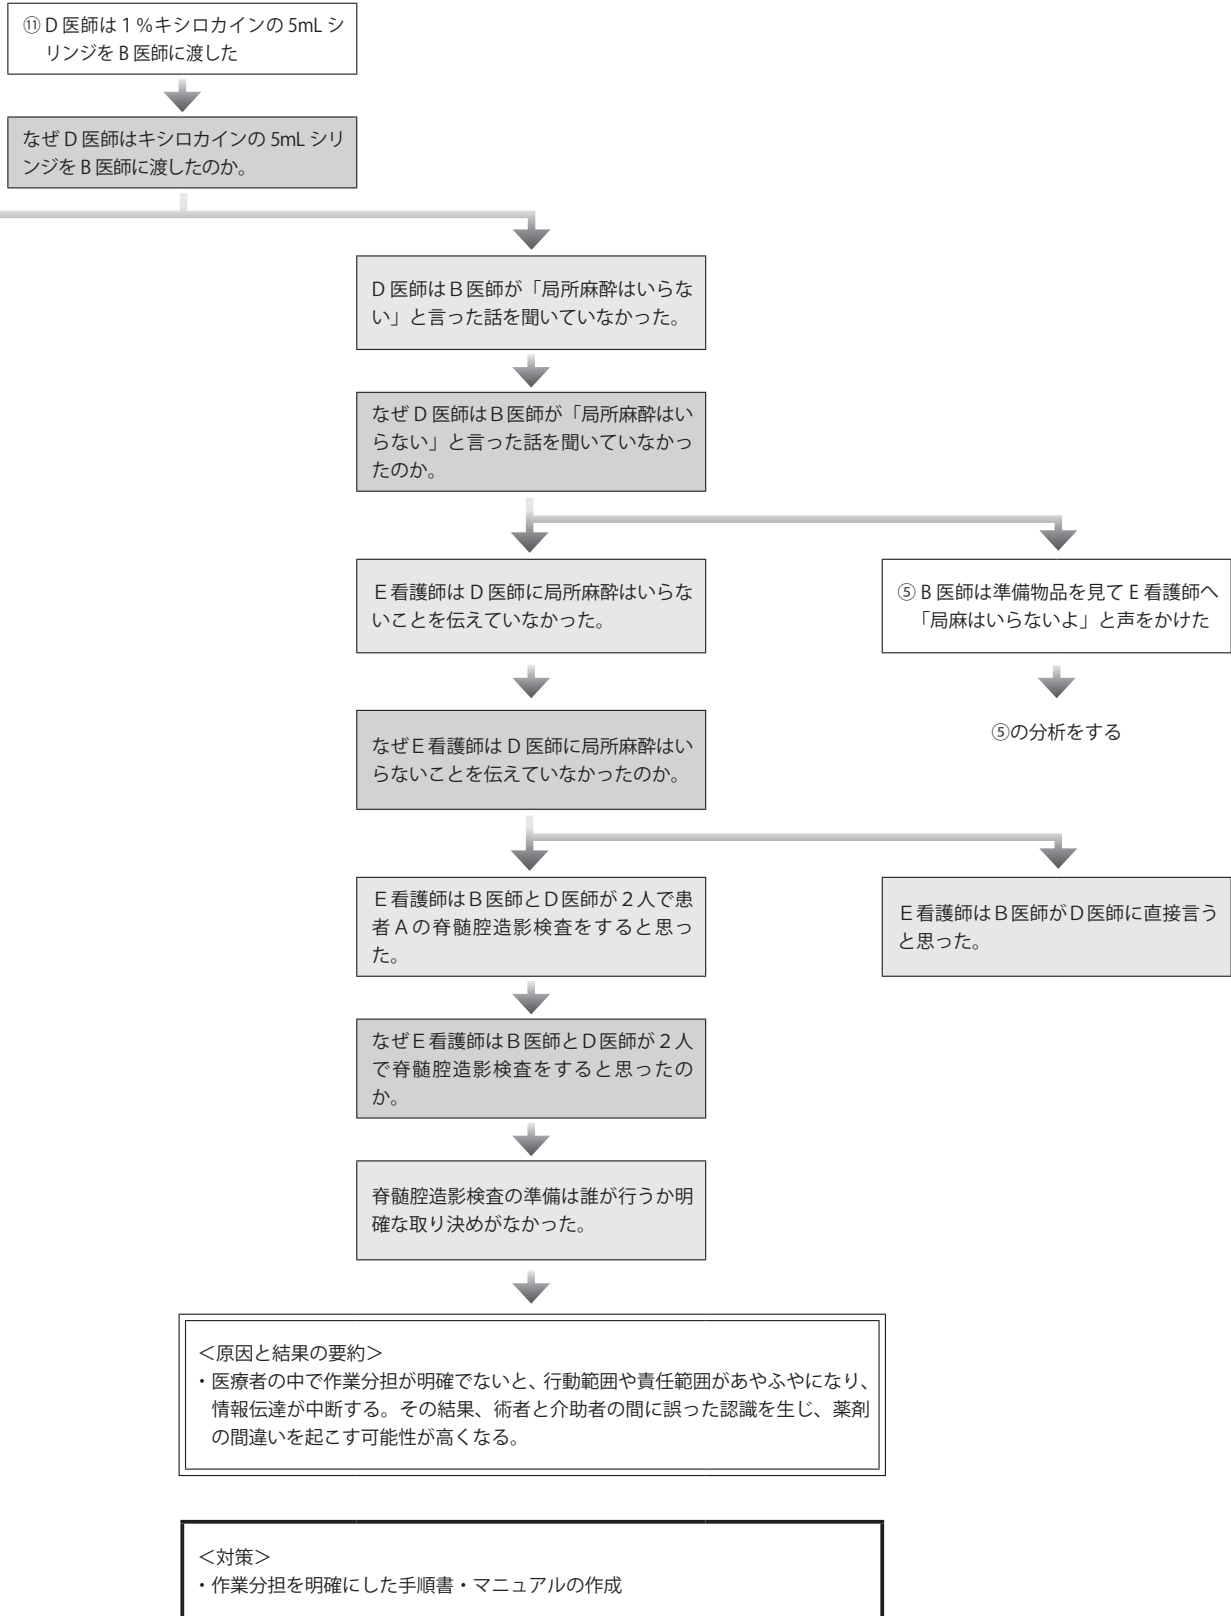 ⑪ D 医師は 1 %キシロカインの 5mL シ
リンジを B 医師に渡した
なぜ D 医師はキシロカインの 5mL シリ
ンジを B 医師に渡したのか。
D 医師はＢ医師が「局所麻酔はいらな
い」と言った話を聞いていなかった。
なぜ D 医師はＢ医師が「局所麻酔はい
らない」と言った話を聞いていなかっ
たのか。
Ｅ看護師は D 医師に局所麻酔はいらな
いことを伝えていなかった。
⑤ B 医師は準備物品を見て E 看護師へ
「局麻はいらないよ」と声をかけた
なぜＥ看護師は D 医師に局所麻酔はい
らないことを伝えていなかったのか。
⑤の分析をする
Ｅ看護師はＢ医師とＤ医師が２人で患
者Ａの脊髄腔造影検査をすると思っ
た。
Ｅ看護師はＢ医師がＤ医師に直接言う
と思った。
なぜＥ看護師はＢ医師とＤ医師が２人
で脊髄腔造影検査をすると思ったの
か。
脊髄腔造影検査の準備は誰が行うか明
確な取り決めがなかった。
＜原因と結果の要約＞
・医療者の中で作業分担が明確でないと、行動範囲や責任範囲があやふやになり、
情報伝達が中断する。その結果、術者と介助者の間に誤った認識を生じ、薬剤
の間違いを起こす可能性が高くなる。
＜対策＞
・作業分担を明確にした手順書・マニュアルの作成